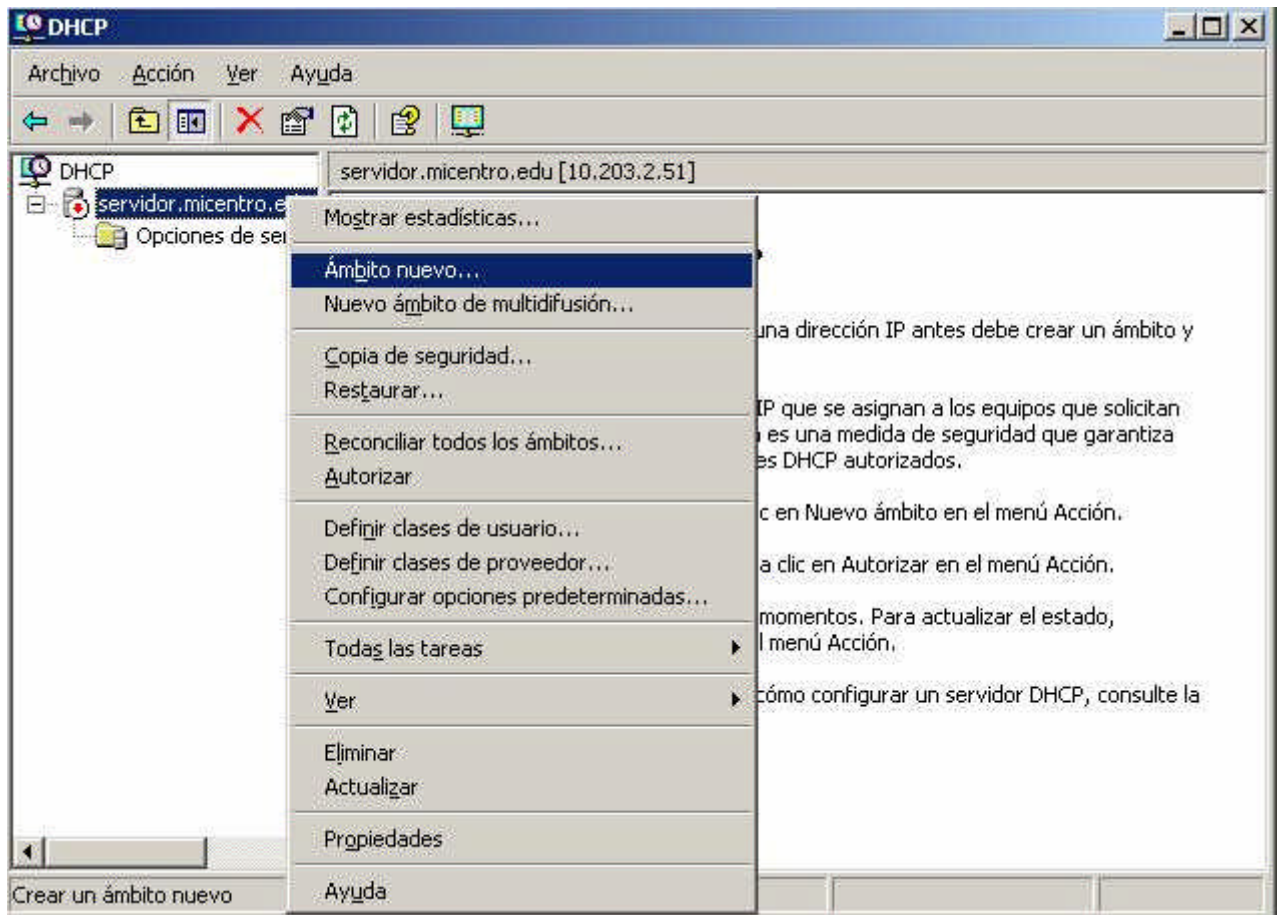 DHCP
Archivo Acción Ver Ayuda
DHCP
servidor.micentro.e
Opciones de ser
servidor.micentro.edu [10.203.2.51]
Mostrar estadísticas...
Ámbito nuevo...
Nuevo ámbito de multidifusión...
Copia de seguridad...
Restaurar...
Reconciliar todos los ámbitos...
Autorizar
Definir clases de usuario...
Definir clases de proveedor...
Configurar opciones predeterminadas...
Todas las tareas
Ver
Eliminar
Actualizar
Propiedades
Ayuda
una dirección IP antes debe crear un ámbito y
IP que se asignan a los equipos que solicitan
es una medida de seguridad que garantiza
es DHCP autorizados.
c en Nuevo ámbito en el menú Acción.
a clic en Autorizar en el menú Acción.
momentos. Para actualizar el estado,
l menú Acción.
cómo configurar un servidor DHCP, consulte la
Crear un ámbito nuevo